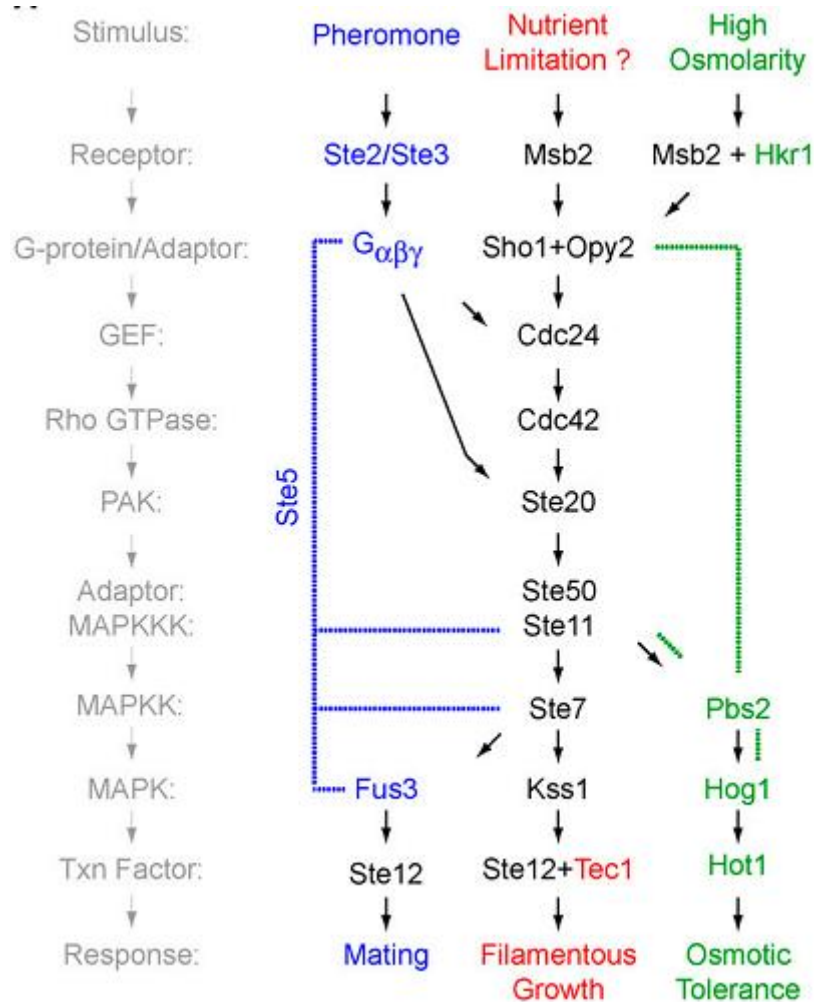 Stimulus: Pheromone Nutrient Limitation ? High Osmolarity
Receptor: Ste2/Ste3 Msb2 Msb2 + Hkr1
G-protein/Adaptor: Gαβγ Sho1+Opy2
GEF: Cdc24
Rho GTPase: Cdc42
Ste5
PAK: Ste20
Adaptor: Ste50
MAPKKK: Ste11
MAPKK: Ste7 Pbs2
MAPK: Fus3 Kss1 Hog1
Txn Factor: Ste12 Ste12+Tec1 Hot1
Response: Mating Filamentous Growth Osmotic Tolerance